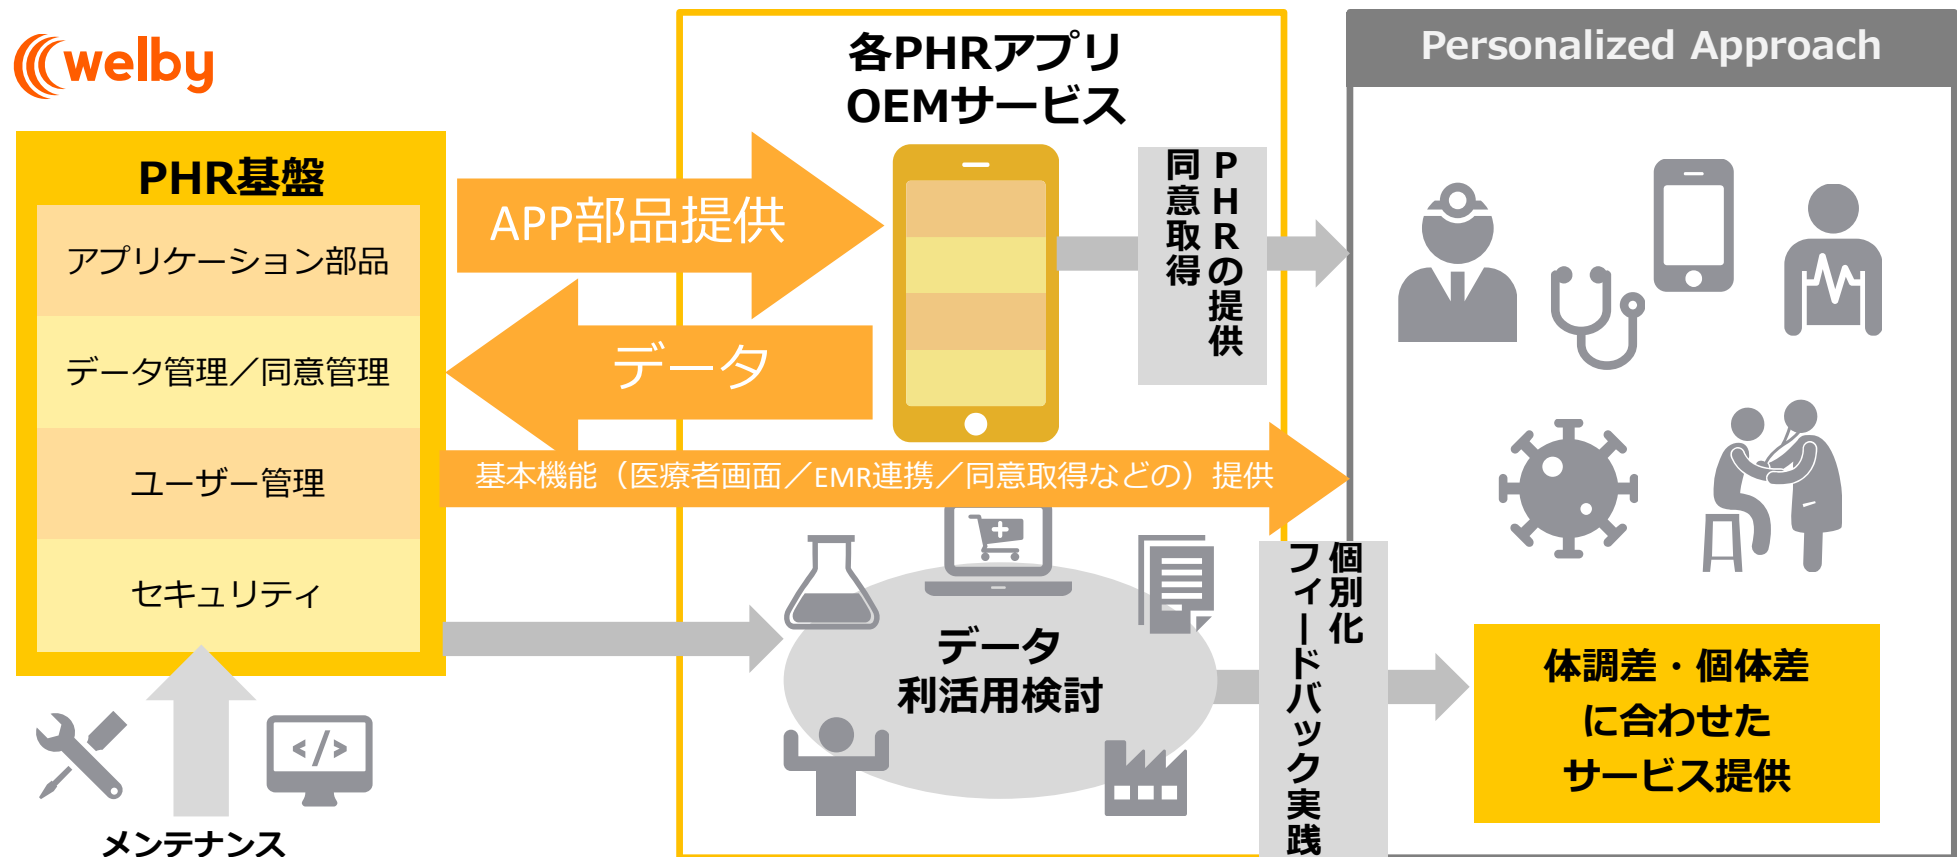 welby
PHR基盤
アプリケーション部品
データ管理／同意管理
ユーザー管理
セキュリティ
メンテナンス
APP部品提供
データ
基本機能（医療者画面／EMR連携／同意取得などの）提供
各PHRアプリ
OEMサービス
PHRの提供
同意取得
</>
データ
利活用検討
個別化
フィードバック実践
Personalized Approach
体調差・個体差
に合わせた
サービス提供